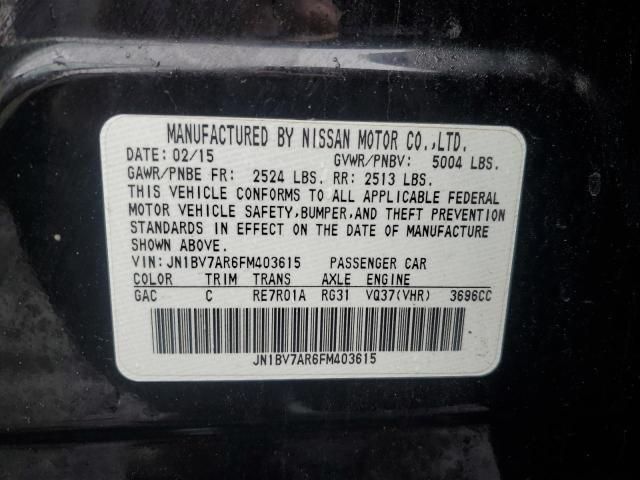 MANUFACTURED BY NISSAN MOTOR CO.,LTD.
DATE: 02/15 GVWR/PNBV: 5004 LBS.
GAWR/PNBE FR: 2524 LBS. RR: 2513 LBS.
THIS VEHICLE CONFORMS TO ALL APPLICABLE FEDERAL
MOTOR VEHICLE SAFETY,BUMPER,AND THEFT PREVENTION
STANDARDS IN EFFECT ON THE DATE OF MANUFACTURE
SHOWN ABOVE.
VIN: JN1BV7AR6FM403615 PASSENGER CAR
COLOR TRIM TRANS AXLE ENGINE
GAC C RE7R01A RG31 VQ37(VHR) 3696CC
JN1BV7AR6FM403615